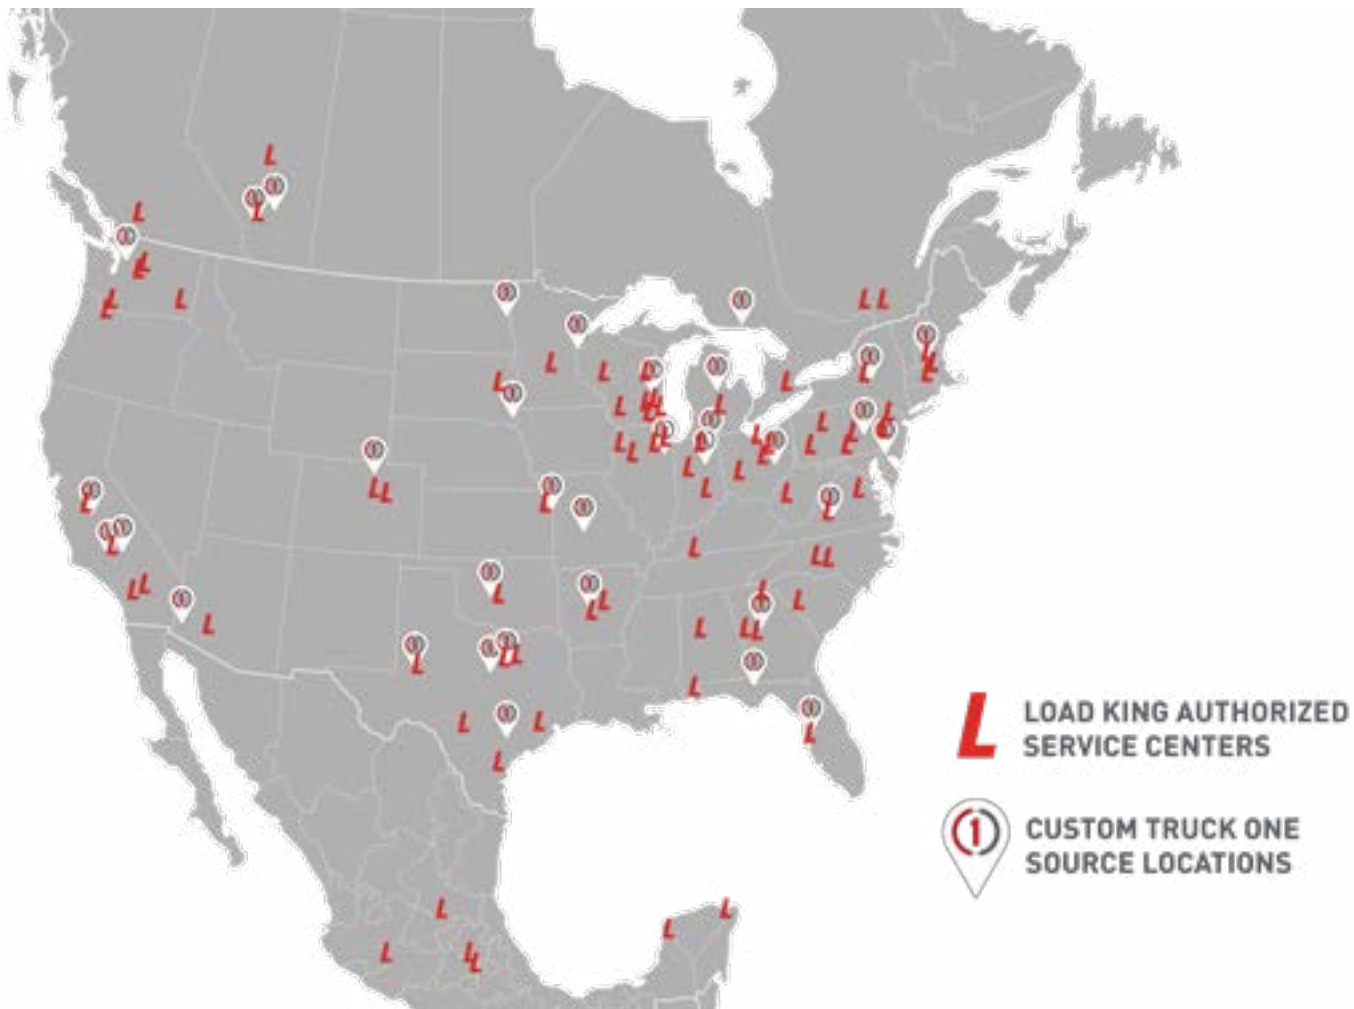 LOAD KING AUTHORIZED
SERVICE CENTERS
CUSTOM TRUCK ONE
SOURCE LOCATIONS